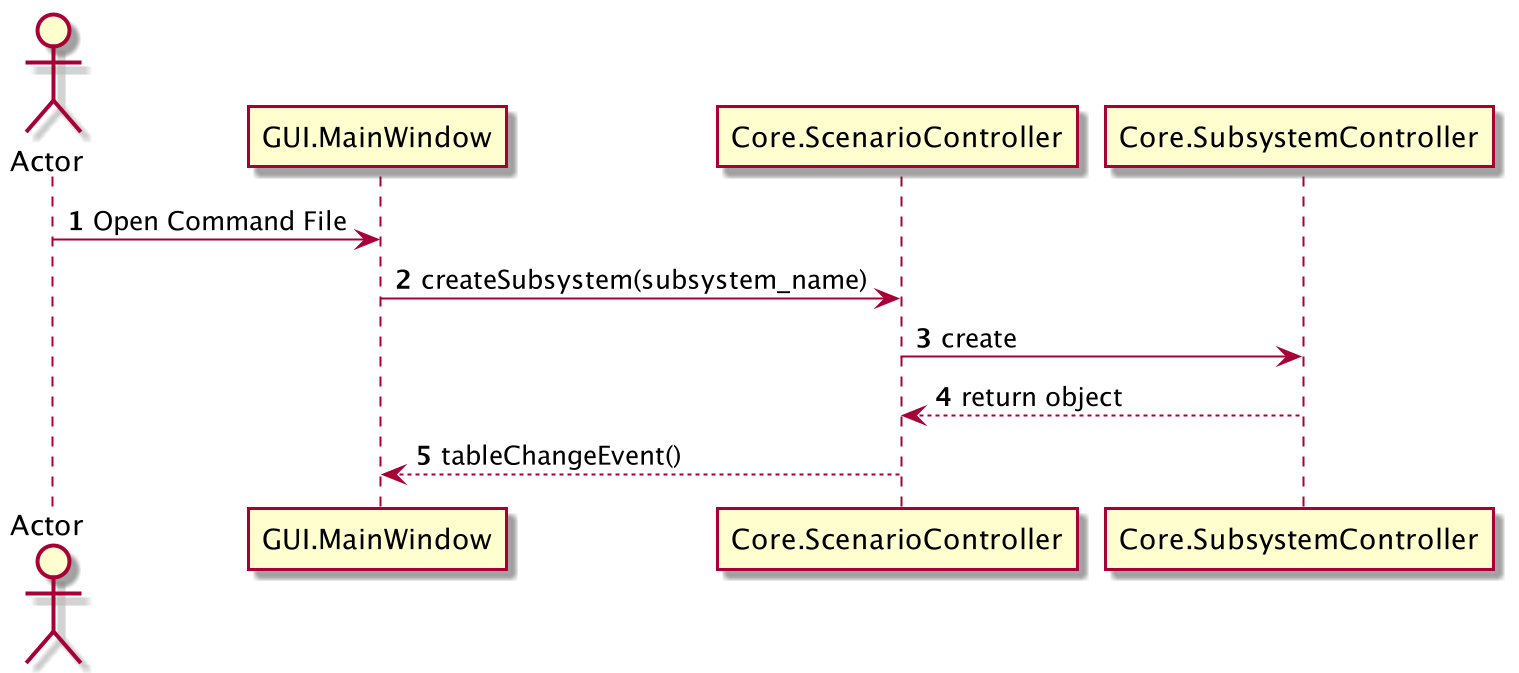 Actor
GUI.MainWindow
Core.ScenarioController
Core.SubsystemController
1 Open Command File
2 createSubsystem(subsystem_name)
3 create
4 return object
5 tableChangeEvent()
Actor
GUI.MainWindow
Core.ScenarioController
Core.SubsystemController